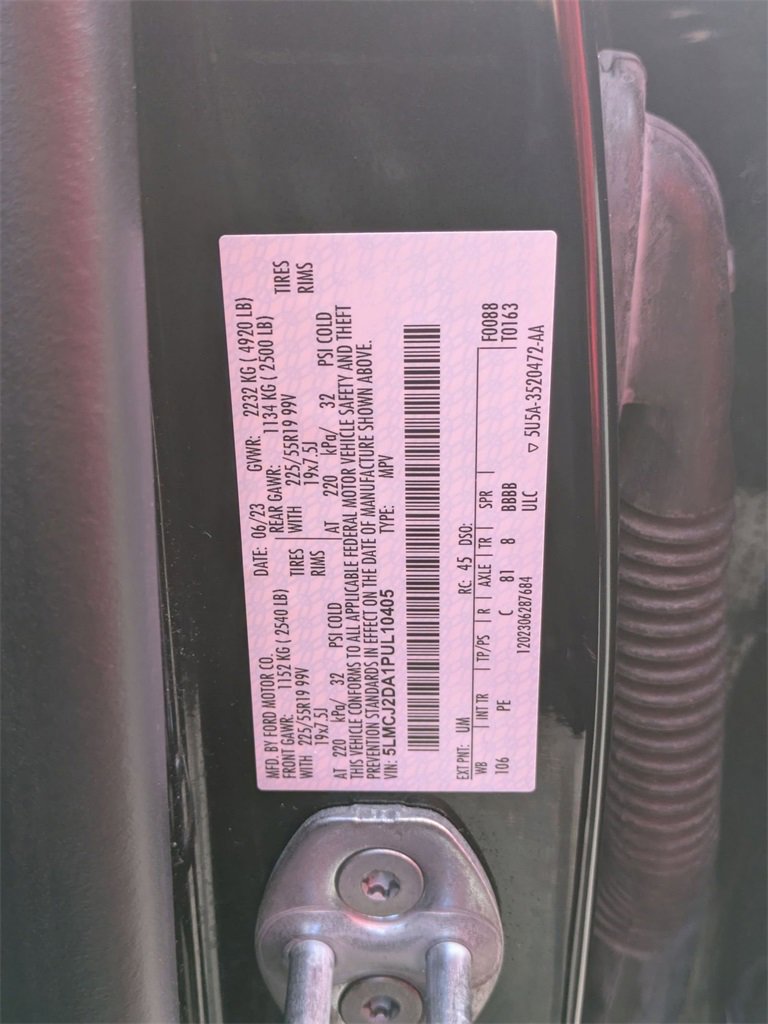 MFD. BY FORD MOTOR CO. DATE: 06/23 GVWR: 2232 KG ( 4920 LB)
FRONT GAWR: 1152 KG ( 2540 LB) REAR GAWR: 1134 KG ( 2500 LB)
WITH 225/55R19 99V TIRES WITH 225/55R19 99V TIRES
19x7.5J RIMS 19x7.5J RIMS
AT 220 kPa/ 32 PSI COLD AT 220 kPa/ 32 PSI COLD
THIS VEHICLE CONFORMS TO ALL APPLICABLE FEDERAL MOTOR VEHICLE SAFETY AND THEFT
PREVENTION STANDARDS IN EFFECT ON THE DATE OF MANUFACTURE SHOWN ABOVE.
VIN: 5LMCJ2DA1PUL10405 TYPE: MPV
EXT PNT: UM RC: 45 DSO:
WB INT TR TP/PS R AXLE TR SPR F0088
106 PE C 81 8 BBBB T0163
1202306287684 ULC
▽ 5U5A-3520472-AA